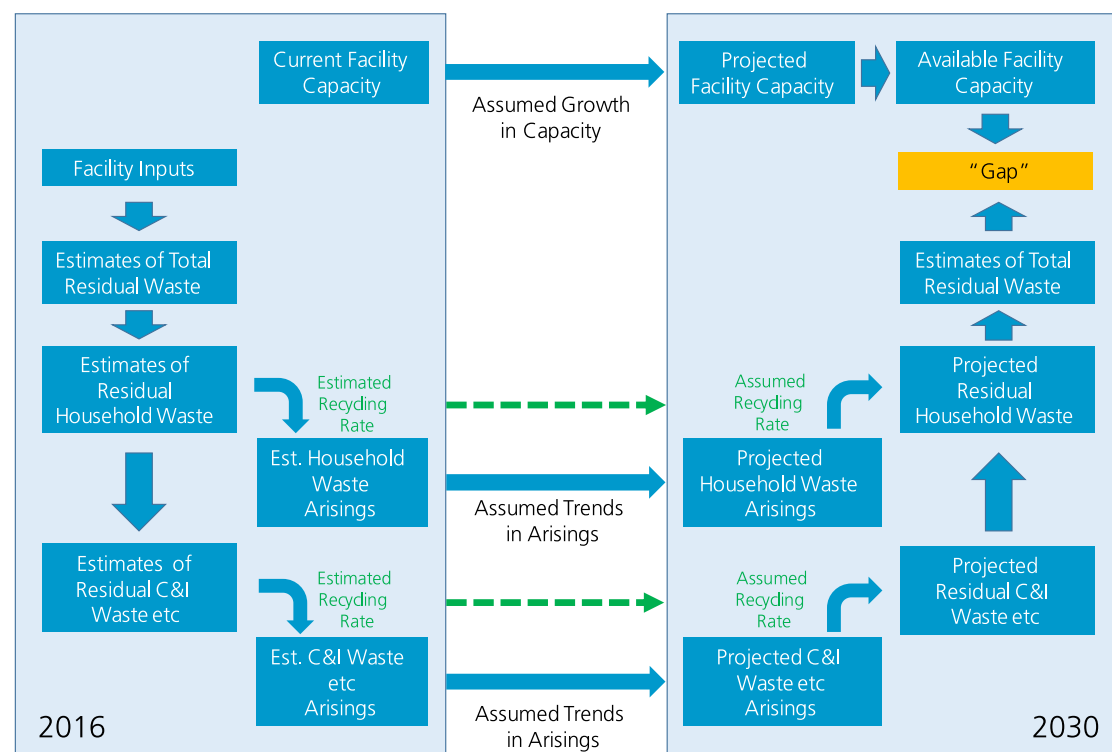 Current Facility
Capacity
Assumed Growth
in Capacity
Projected
Facility Capacity
Available Facility
Capacity
Facility Inputs
“Gap”
Estimates of Total
Residual Waste
Estimates of Total
Residual Waste
Estimates of
Residual
Household Waste
Estimated
Recycling
Rate
Assumed
Recycling
Rate
Projected
Residual
Household Waste
Est. Household
Waste
Arisings
Assumed Trends
in Arisings
Projected
Household Waste
Arisings
Estimates of
Residual C&I
Waste etc
Estimated
Recycling
Rate
Assumed
Recycling
Rate
Projected
Residual C&I
Waste etc
Est. C&I Waste
etc
Arisings
Assumed Trends
in Arisings
Projected C&I
Waste etc
Arisings
2016
2030